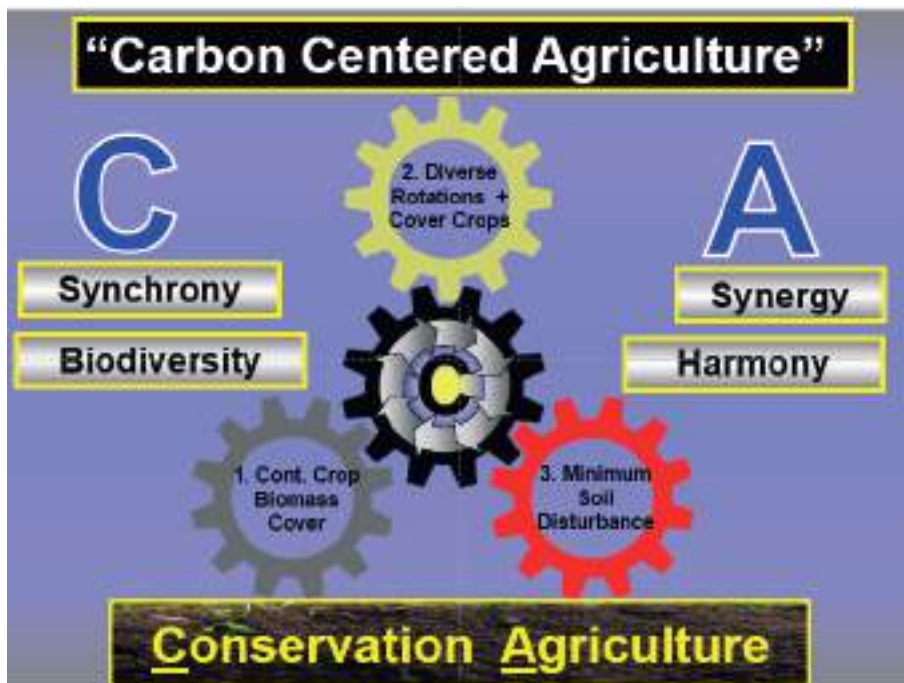 “Carbon Centered Agriculture”
C
A
2. Diverse
Rotations +
Cover Crops
Synchrony
Synergy
Biodiversity
Harmony
C
1. Cont. Crop
Biomass
Cover
3. Minimum
Soil
Disturbance
Conservation Agriculture